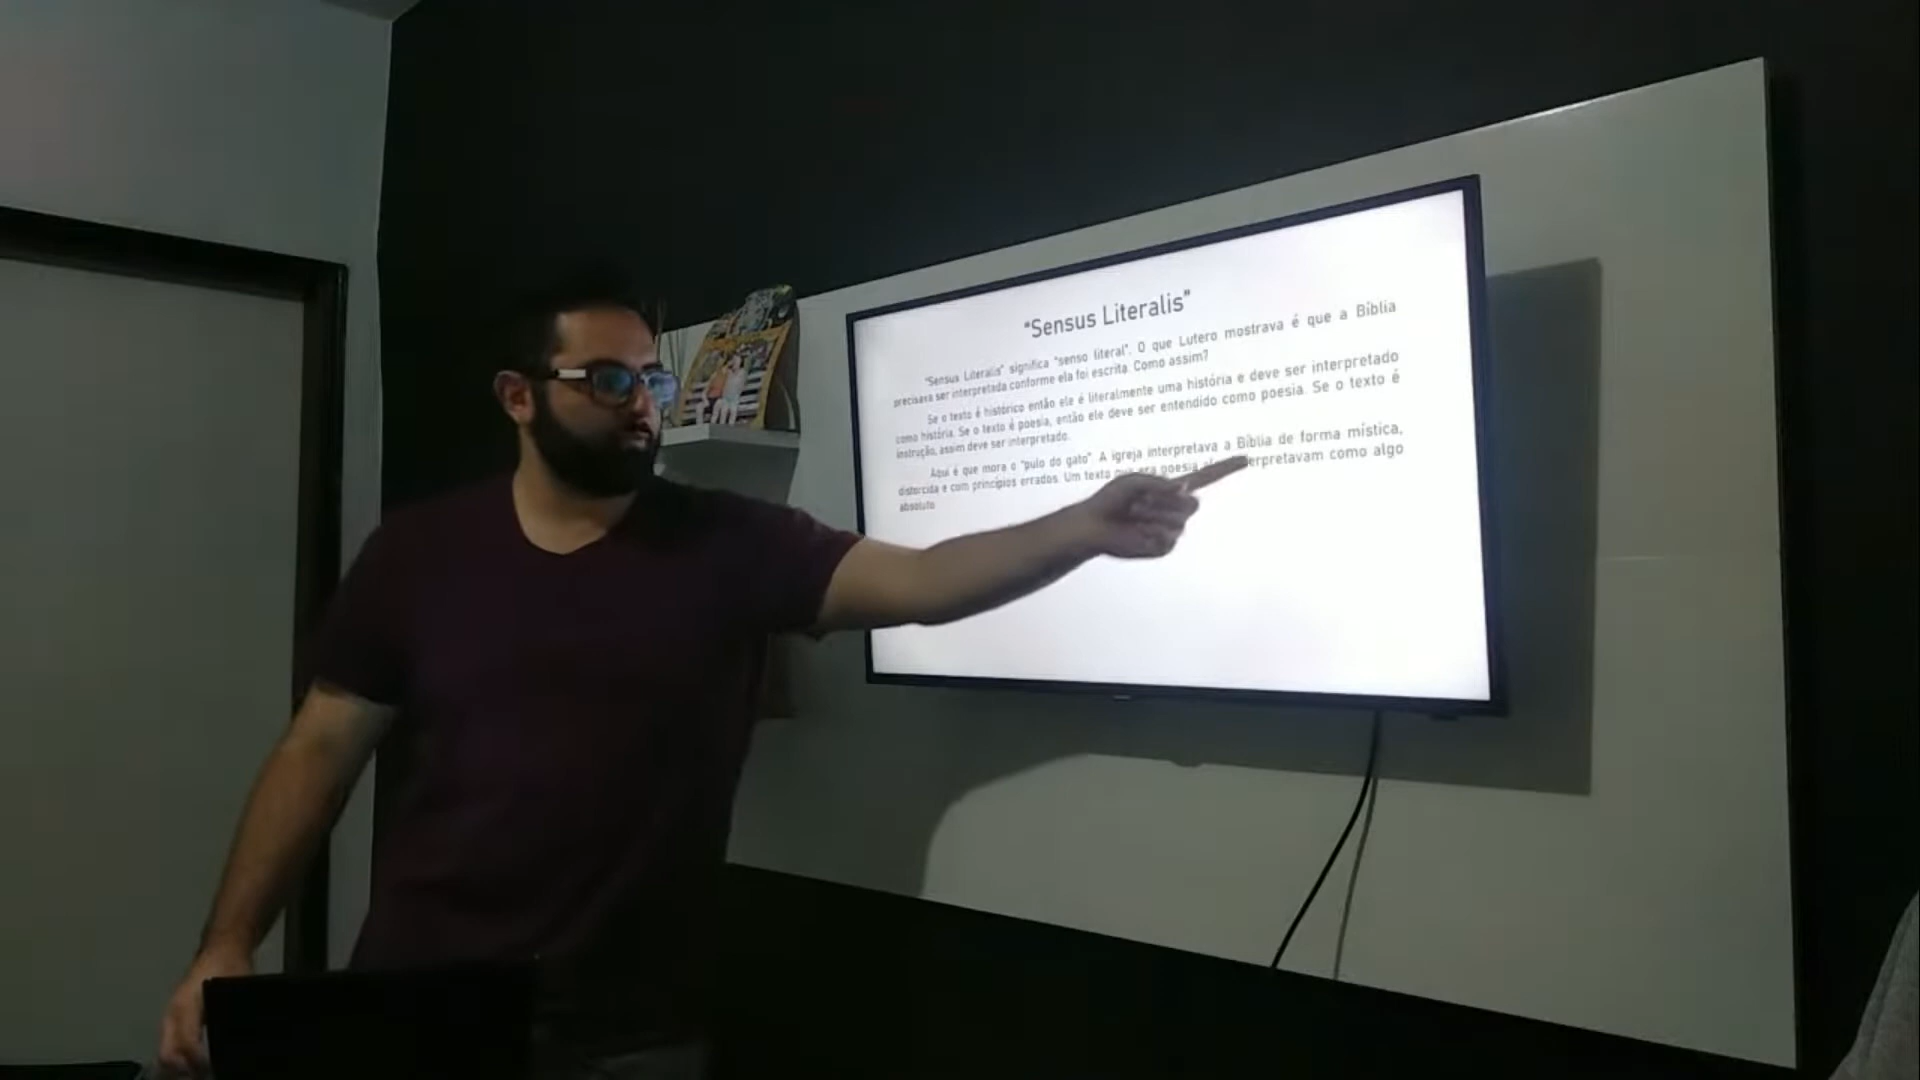 “Sensus Literalis”
“Sensus Literalis” significa “senso literal”. O que Lutero mostrava é que a Bíblia
precisava ser interpretada conforme ela foi escrita. Como assim?
Se o texto é histórico então ele é literalmente uma história e deve ser interpretado
como história. Se o texto é poesia, então ele deve ser entendido como poesia. Se o texto é
instrução, assim deve ser interpretado.
Aqui é que mora o “pulo do gato”. A igreja interpretava a Bíblia de forma mística,
distorcida e com princípios errados. Um texto que era poesia erpretavam como algo
absoluto.